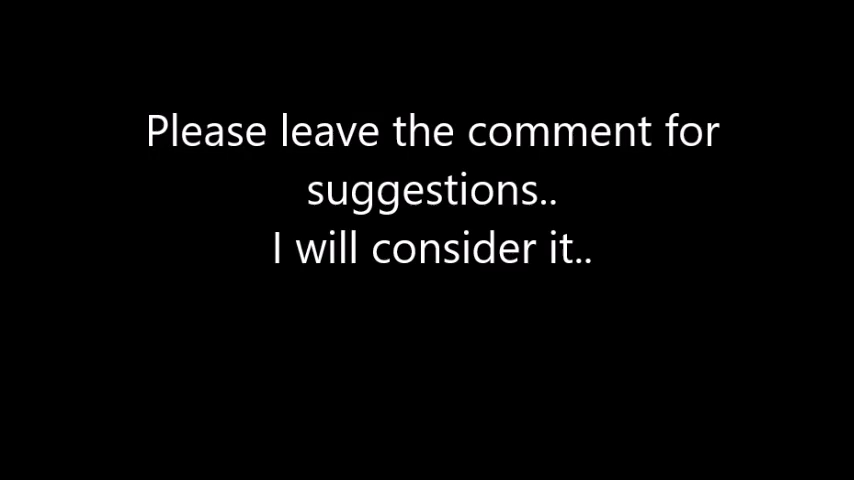 Please leave the comment for
suggestions..
I will consider it..